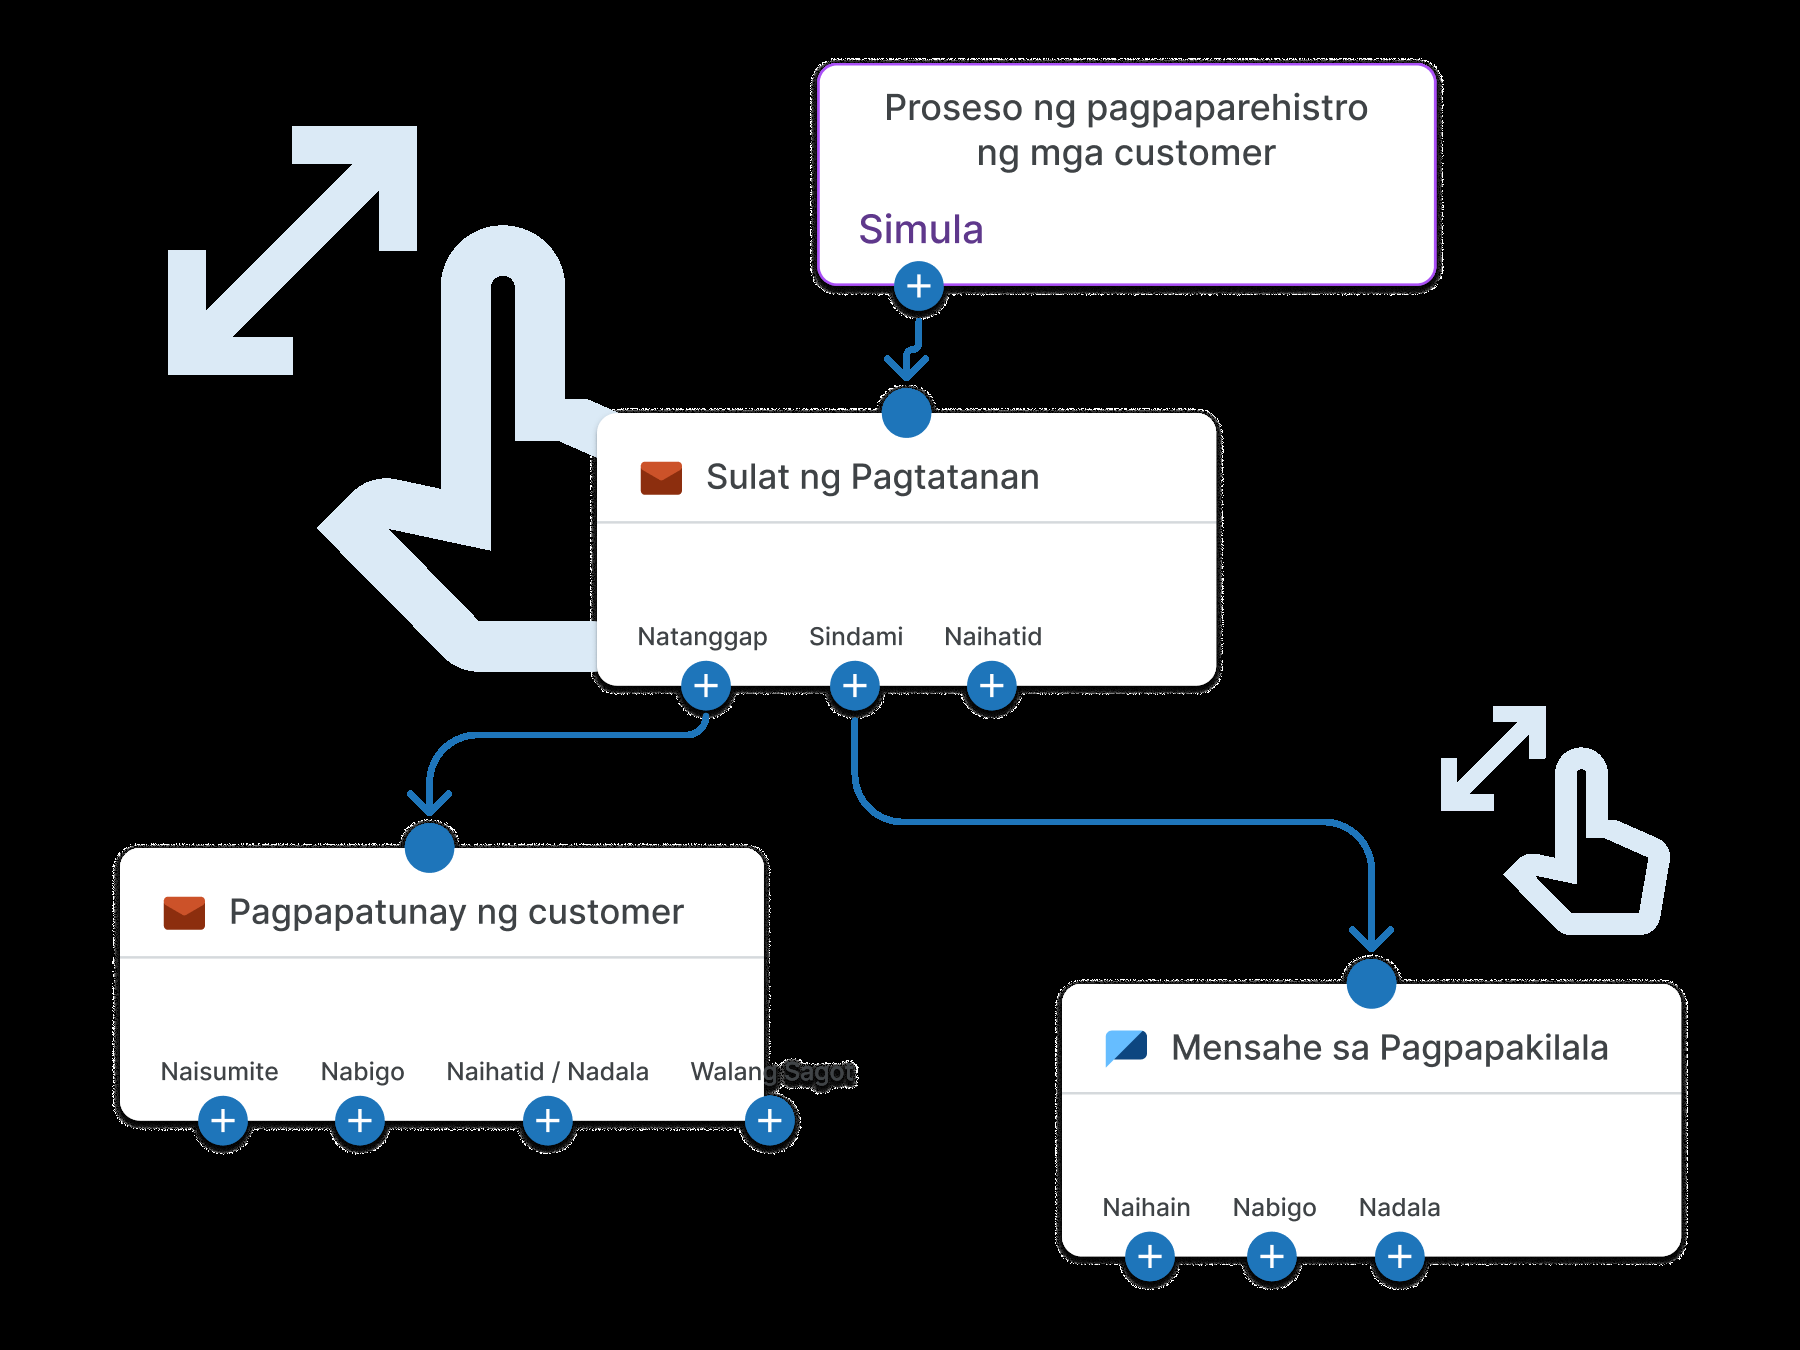 Proseso ng pagpaparehistro
ng mga customer
Simula
Sulat ng Pagtatanan
Natanggap
Sindami
Naihatid
Pagpapatunay ng customer
Naisumite
Nabigo
Naihatid / Nadala
Walang Sagot
Mensahe sa Pagpapakilala
Naihain
Nabigo
Nadala